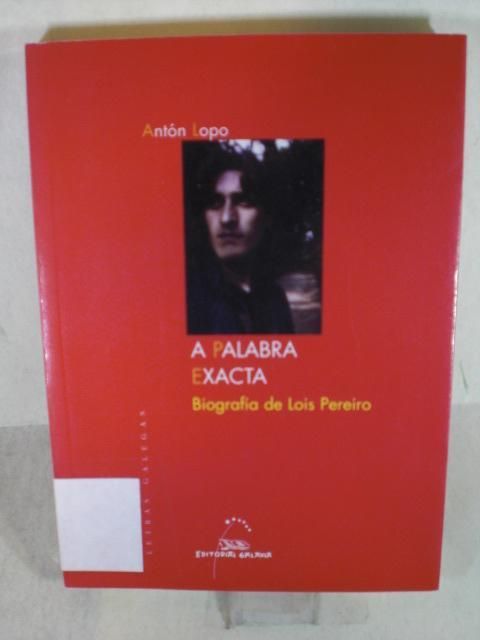 Antón Lopo
A PALABRA
EXACTA
Biografía de Lois Pereiro
LETRAS GALEGAS
EDITORIAL GALAXIA